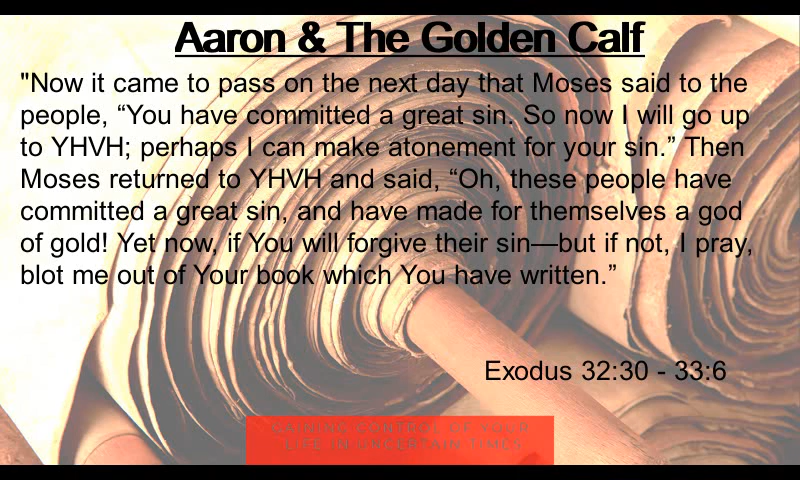 Aaron & The Golden Calf
"Now it came to pass on the next day that Moses said to the
people, “You have committed a great sin. So now I will go up
to YHVH; perhaps I can make atonement for your sin.” Then
Moses returned to YHVH and said, “Oh, these people have
committed a great sin, and have made for themselves a god
of gold! Yet now, if You will forgive their sin—but if not, I pray,
blot me out of Your book which You have written.”
Exodus 32:30 - 33:6
GAINING CONTROL OF YOUR
LIFE IN UNCERTAIN TIMES